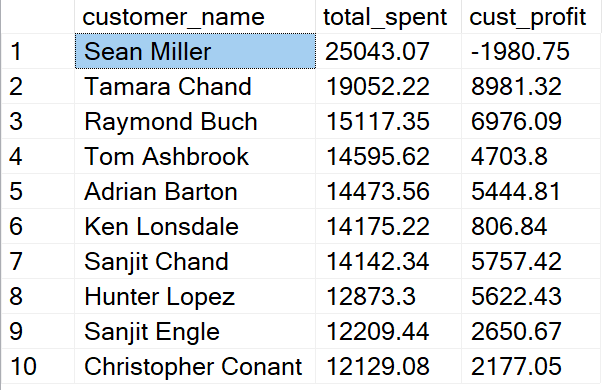 customer_name total_spent cust_profit
1 Sean Miller 25043.07 -1980.75
2 Tamara Chand 19052.22 8981.32
3 Raymond Buch 15117.35 6976.09
4 Tom Ashbrook 14595.62 4703.8
5 Adrian Barton 14473.56 5444.81
6 Ken Lonsdale 14175.22 806.84
7 Sanjit Chand 14142.34 5757.42
8 Hunter Lopez 12873.3 5622.43
9 Sanjit Engle 12209.44 2650.67
10 Christopher Conant 12129.08 2177.05